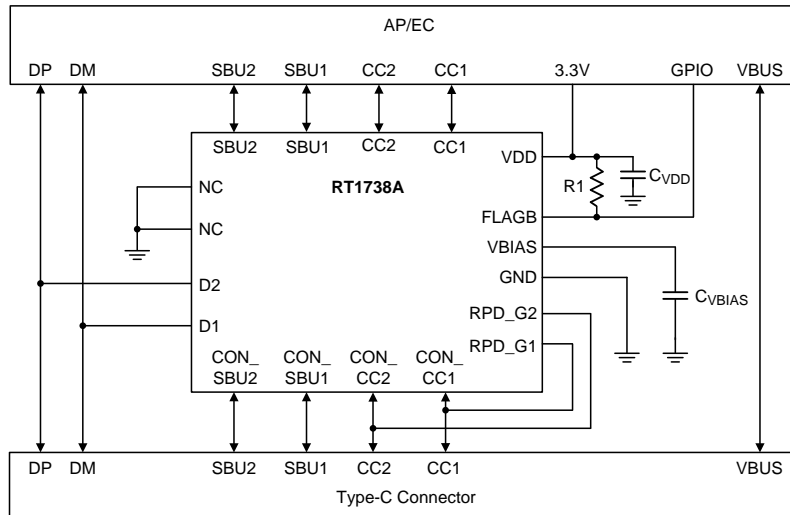 AP/EC
DP DM SBU2 SBU1 CC2 CC1 3.3V GPIO VBUS
SBU2 SBU1 CC2 CC1
VDD
RT1738A
R1
CVDD
NC
FLAGB
NC
VBIAS
GND
D2
CVBIAS
RPD_G2
D1
RPD_G1
CON_ CON_ CON_ CON_
SBU2 SBU1 CC2 CC1
DP DM SBU2 SBU1 CC2 CC1 VBUS
Type-C Connector